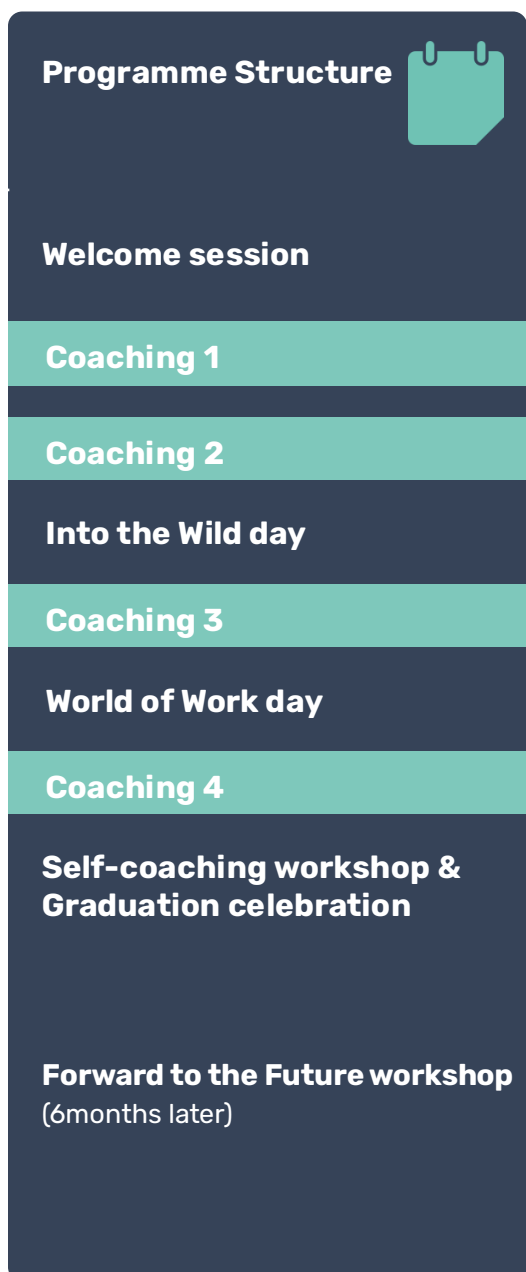 Programme Structure
Welcome session
Coaching 1
Coaching 2
Into the Wild day
Coaching 3
World of Work day
Coaching 4
Self-coaching workshop &
Graduation celebration
Forward to the Future workshop
(6months later)